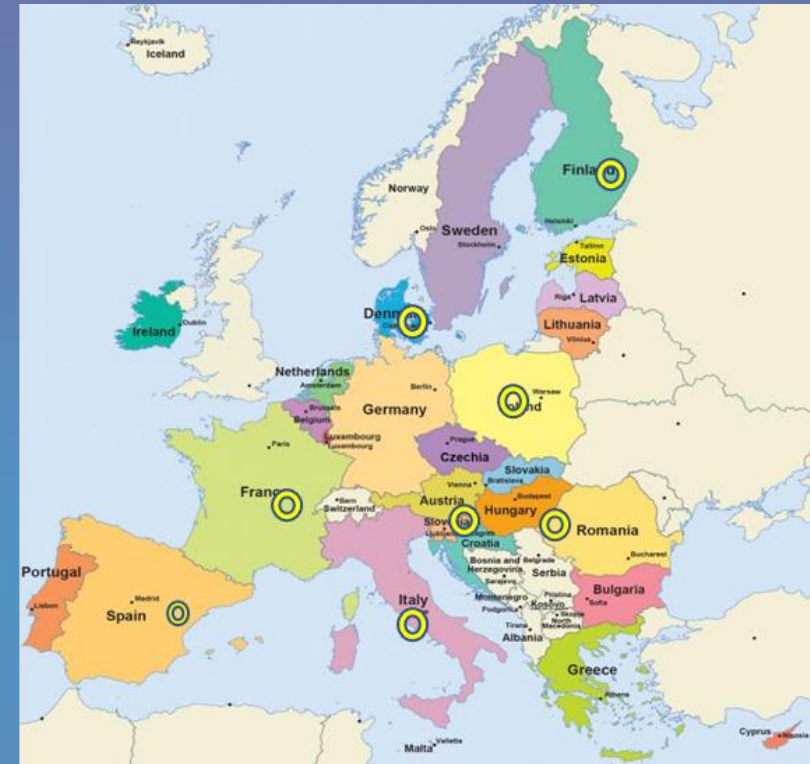 Reykjavik
Iceland
Finla
Norway
Helsinki
Oslo
Sweden
Stockholm
Tallinn
Estonia
Riga
Latvia
Denm
Lithuania
Vilnius
Dublin
Ireland
Netherlands
Amsterdam
Berlin
Warsaw
nd
Brussels
Belgium
Germany
Luxembourg
Luxembourg
Prague
Czechia
Paris
Slovakia
Vienna
Bratislava
Franc
Bern
Switzerland
Austria
Budapest
Hungary
Slov
Ljubljana
Zagreb
Croatia
Romania
Bucharest
Bosnia and
Herzegovina
Belgrade
Sarajevo
Serbia
Portugal
Lisbon
Madrid
Spain
Italy
Montenegro
Podgorica
Pristina
Kosovo
Bulgaria
Sofia
Skopje
North
Macedonia
Tirana
Albania
Greece
Athens
Malta
Valletta
Cyprus
Nicosia